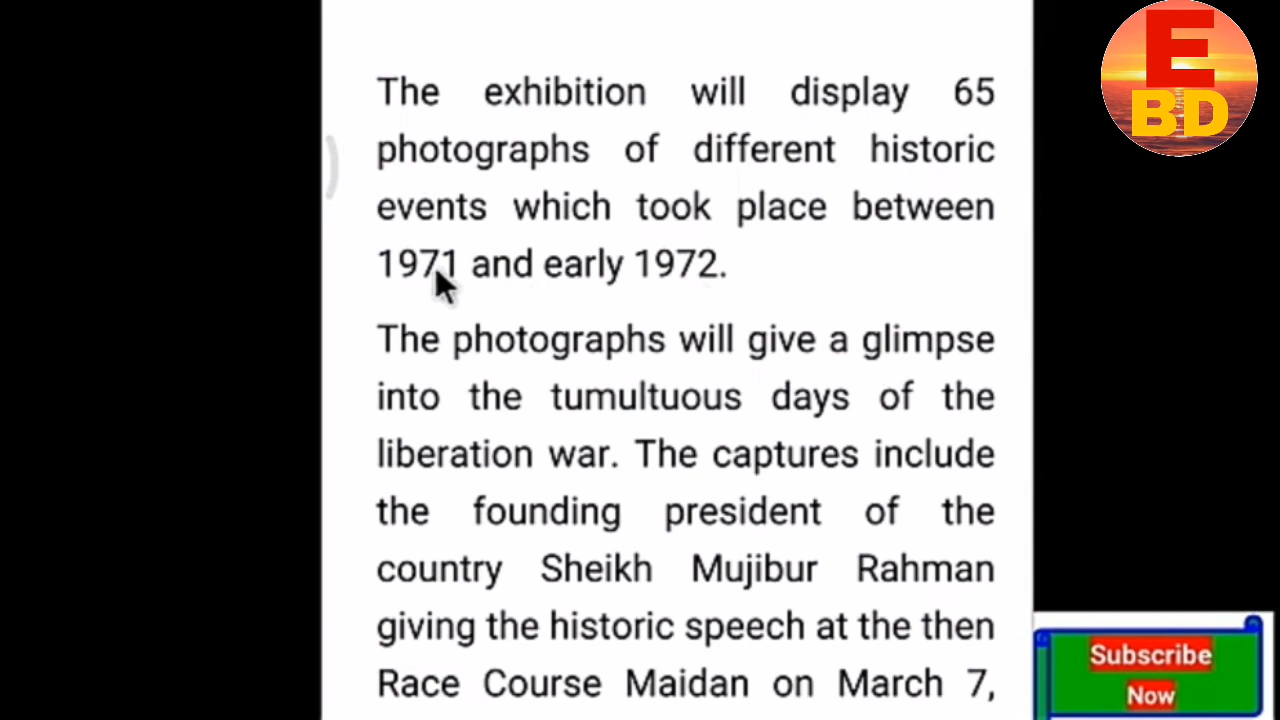 The exhibition will display 65
photographs of different historic
events which took place between
1971 and early 1972.
The photographs will give a glimpse
into the tumultuous days of the
liberation war. The captures include
the founding president of the
country Sheikh Mujibur Rahman
giving the historic speech at the then
Race Course Maidan on March 7,
E
BD
Subscribe
Now